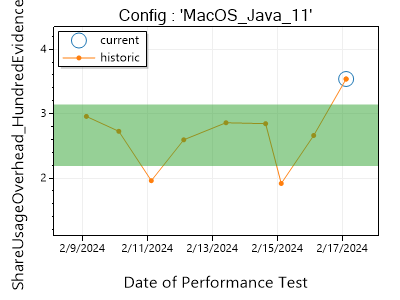 Config : 'MacOS_Java_11'
current
historic
4
3
2
ShareUsageOverhead_HundredEvidence
2/9/2024
2/11/2024
2/13/2024
2/15/2024
2/17/2024
Date of Performance Test